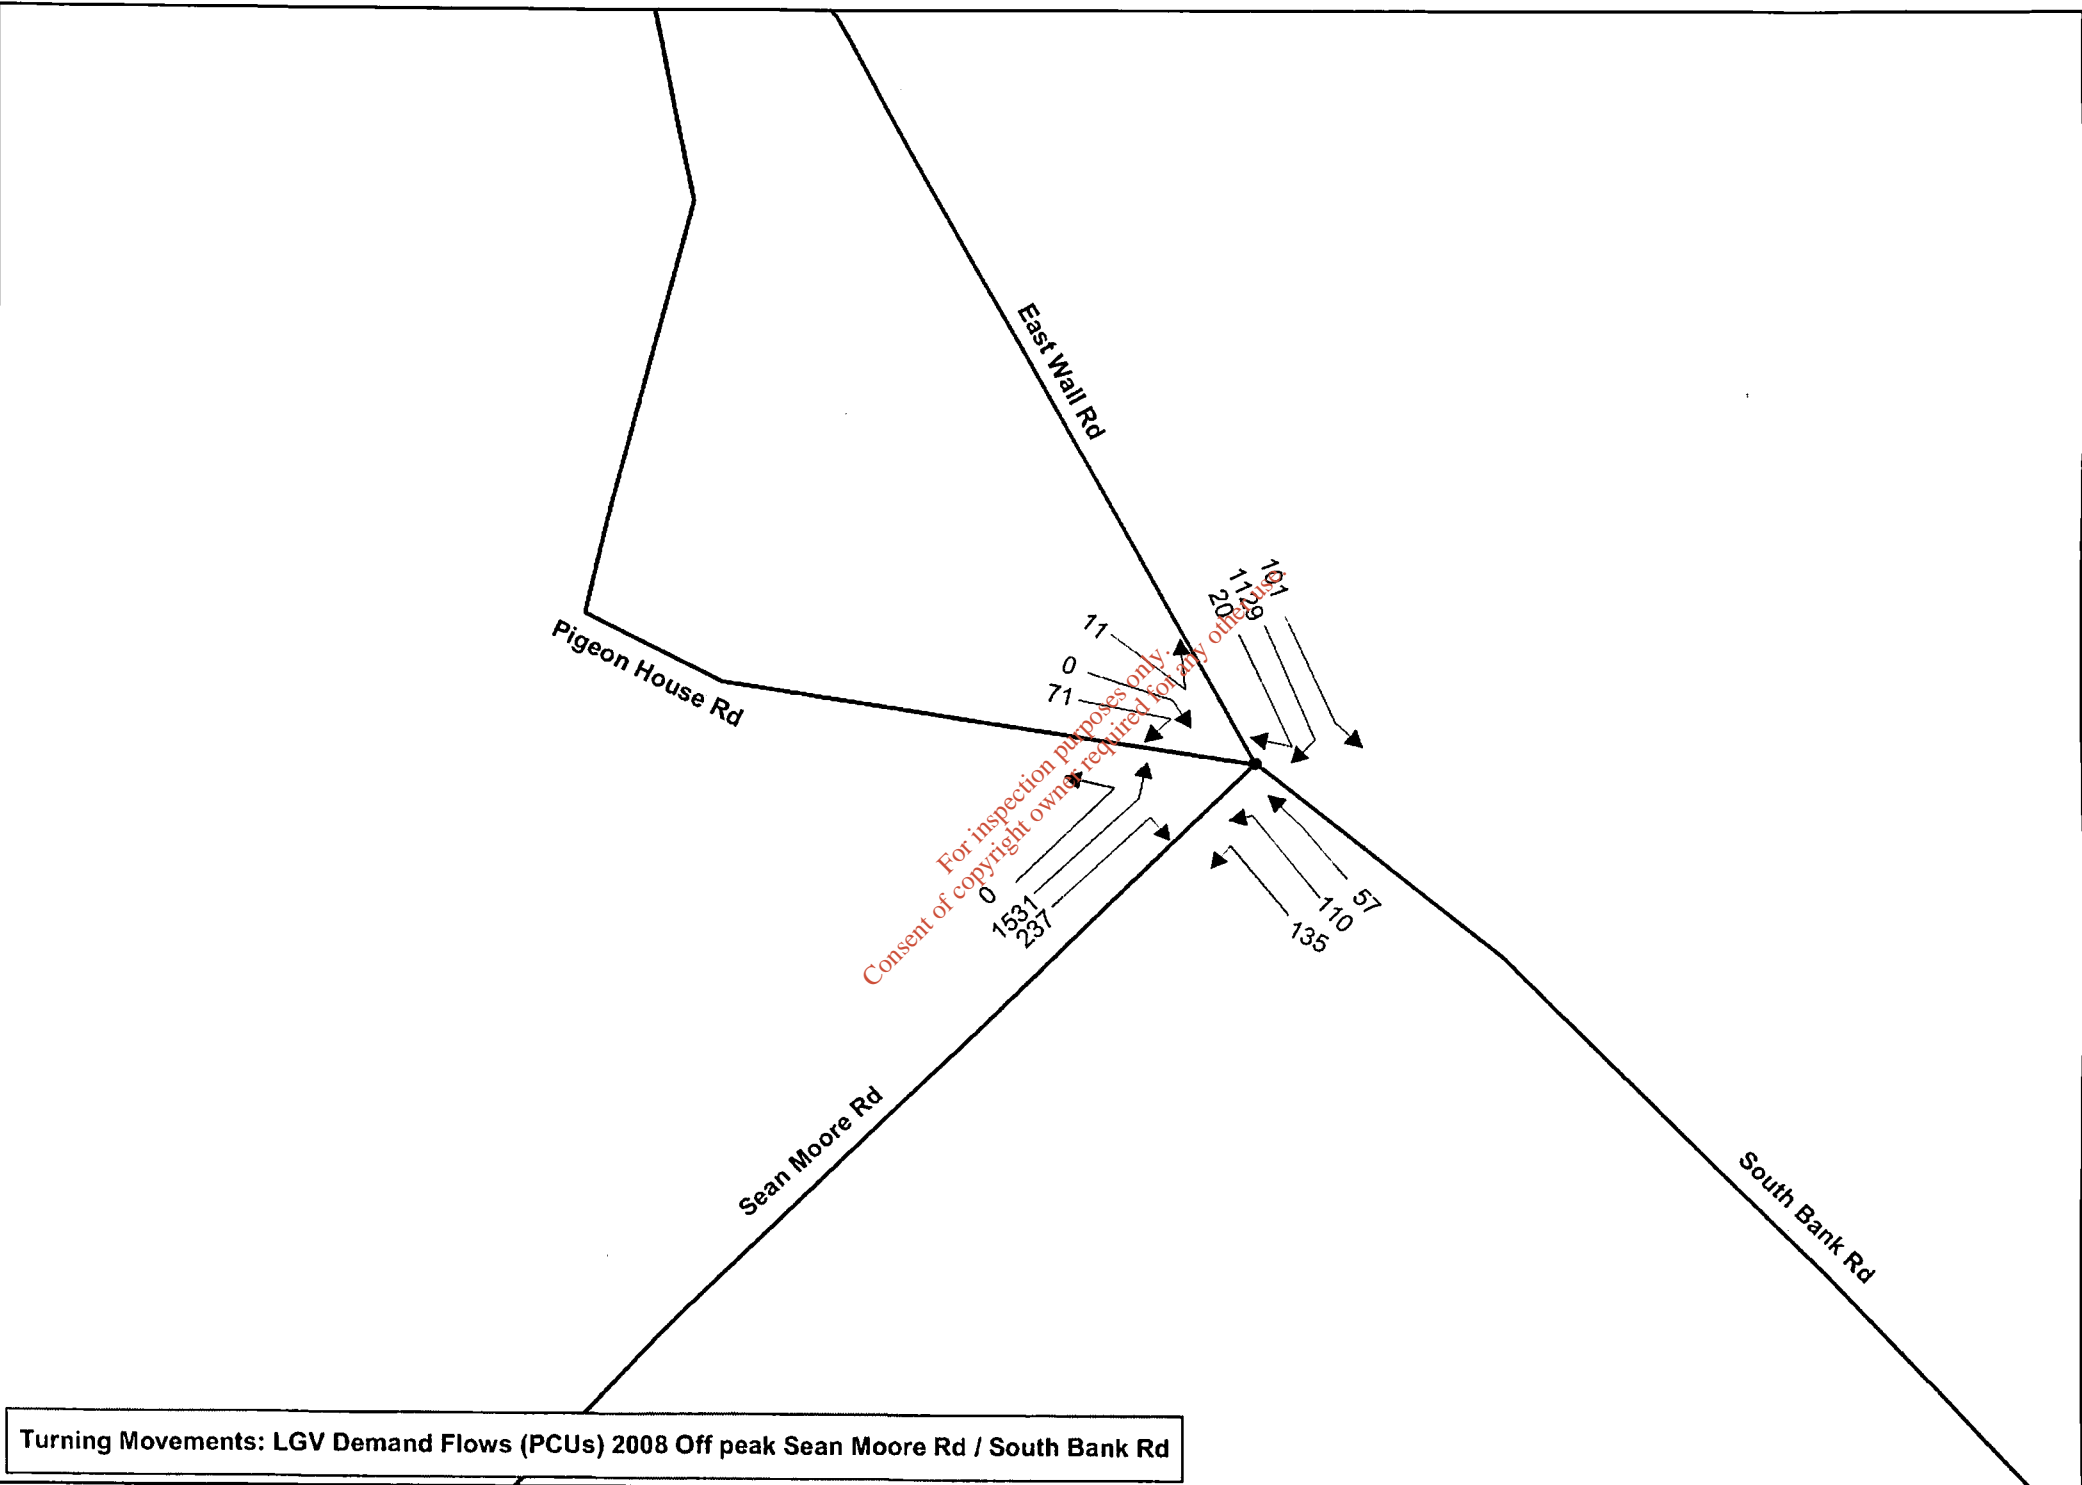 East Wall Rd
101
1129
20
11
0
71
Pigeon House Rd
For inspection purposes only.
Consent of copyright owner required for any other use.
0
1531
237
57
110
135
Sean Moore Rd
South Bank Rd
Turning Movements: LGV Demand Flows (PCUs) 2008 Off peak Sean Moore Rd / South Bank Rd